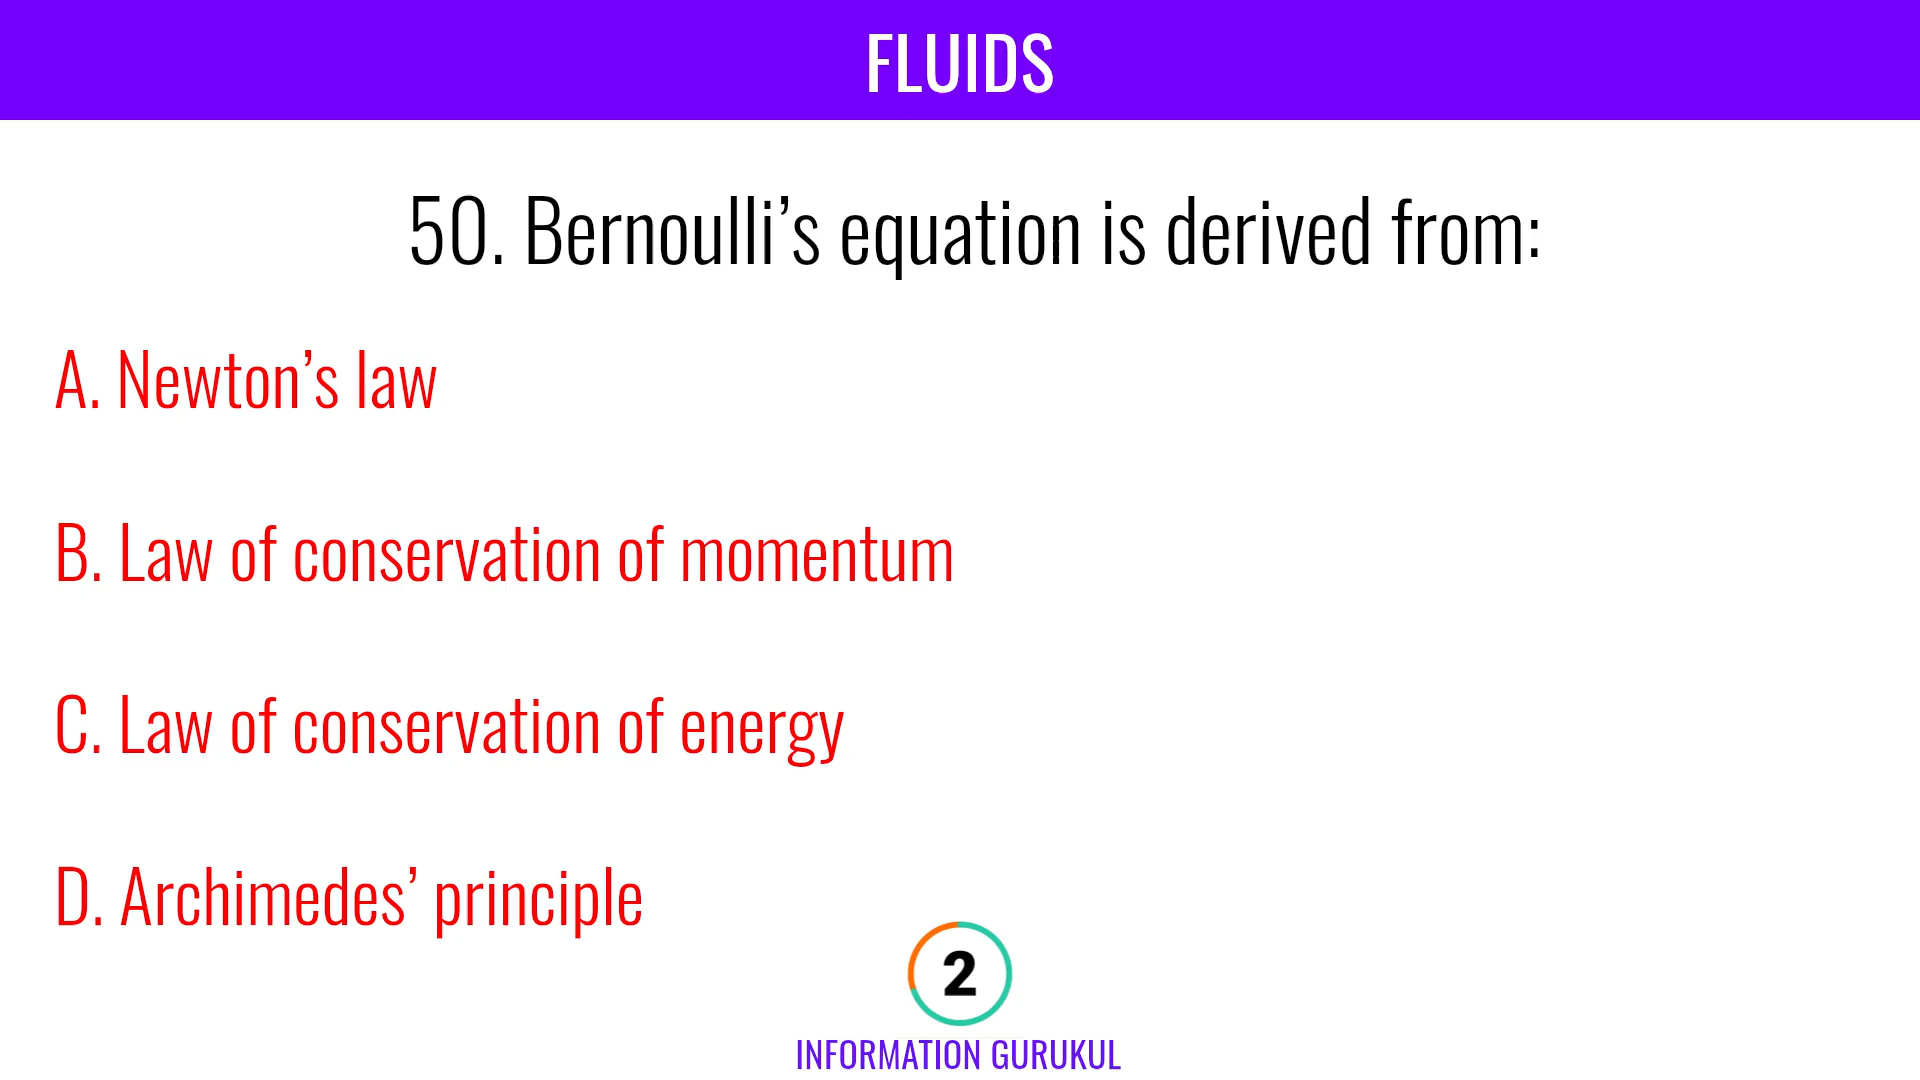 FLUIDS
50. Bernoulli’s equation is derived from:
A. Newton’s law
B. Law of conservation of momentum
C. Law of conservation of energy
D. Archimedes’ principle
2
INFORMATION GURUKUL